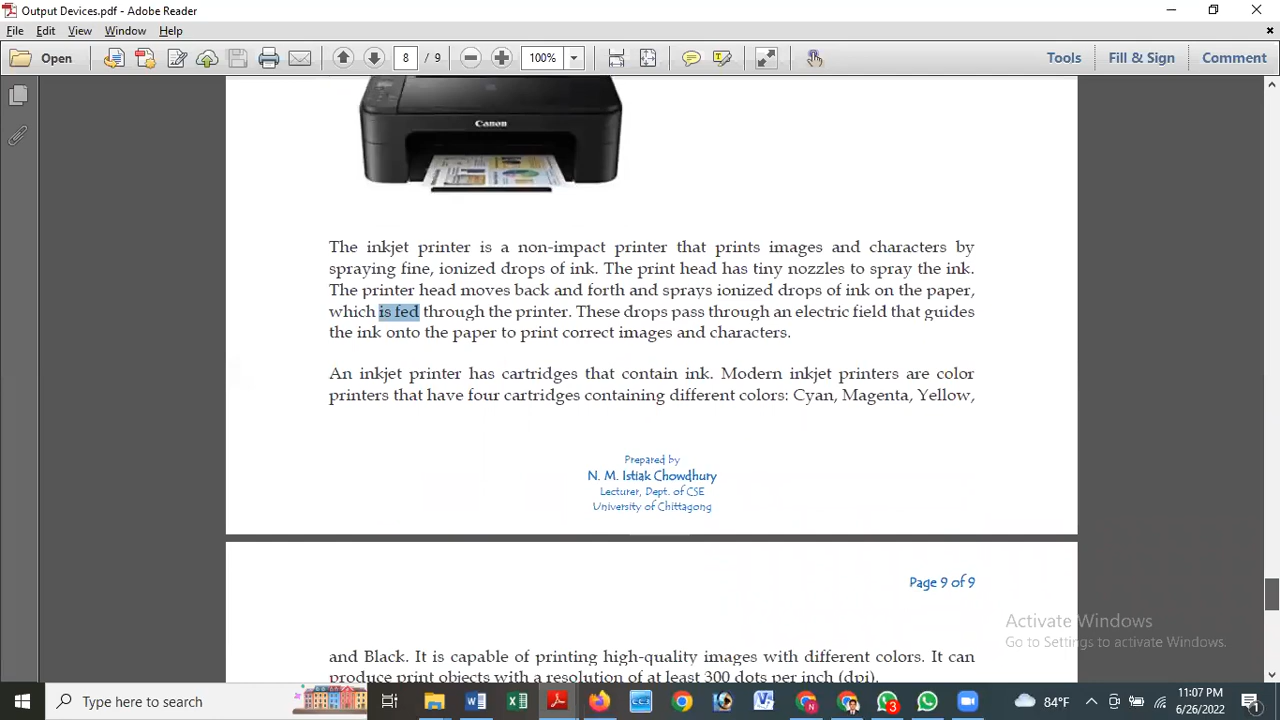 Output Devices.pdf - Adobe Reader
File Edit View Window Help
Open 8 / 9 100% Tools Fill & Sign Comment
Canon
The inkjet printer is a non-impact printer that prints images and characters by
spraying fine, ionized drops of ink. The print head has tiny nozzles to spray the ink.
The printer head moves back and forth and sprays ionized drops of ink on the paper,
which is fed through the printer. These drops pass through an electric field that guides
the ink onto the paper to print correct images and characters.
An inkjet printer has cartridges that contain ink. Modern inkjet printers are color
printers that have four cartridges containing different colors: Cyan, Magenta, Yellow,
Prepared by
N. M. Istiak Chowdhury
Lecturer, Dept. of CSE
University of Chittagong
Page 9 of 9
Activate Windows
Go to Settings to activate Windows.
and Black. It is capable of printing high-quality images with different colors. It can
produce print objects with a resolution of at least 300 dots per inch (dpi).
Type here to search
84°F
11:07 PM
6/26/2022
3
1